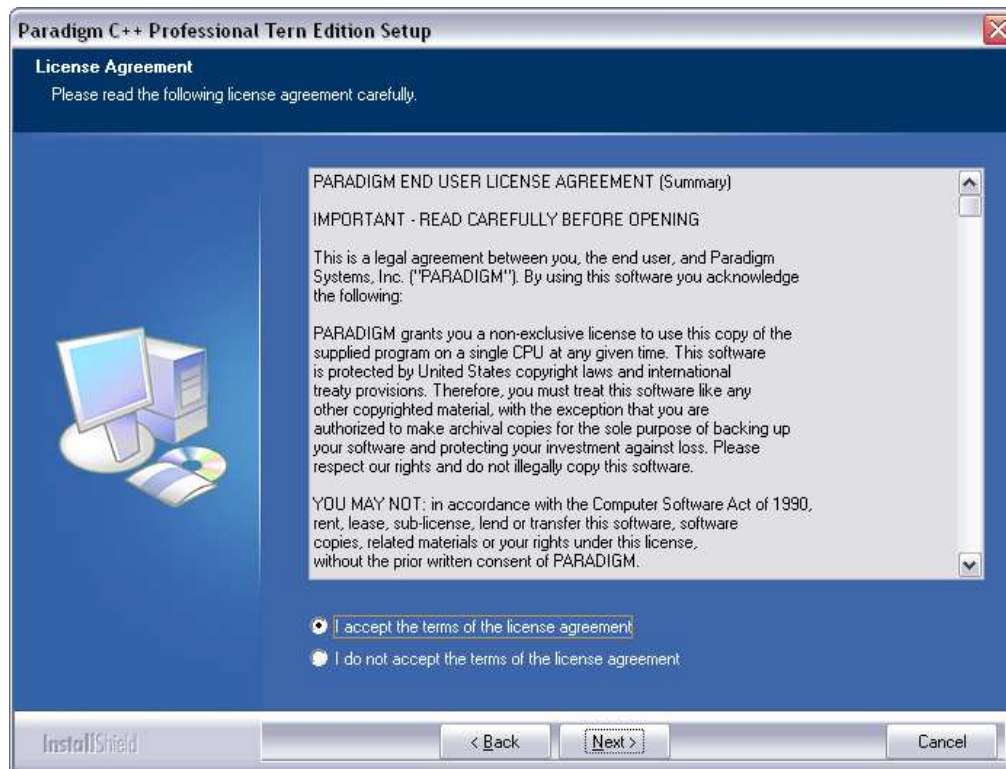 Paradigm C++ Professional Tern Edition Setup
License Agreement
Please read the following license agreement carefully.
PARADIGM END USER LICENSE AGREEMENT (Summary)
IMPORTANT - READ CAREFULLY BEFORE OPENING
This is a legal agreement between you, the end user, and Paradigm
Systems, Inc. ("PARADIGM"). By using this software you acknowledge
the following:
PARADIGM grants you a non-exclusive license to use this copy of the
supplied program on a single CPU at any given time. This software
is protected by United States copyright laws and international
treaty provisions. Therefore, you must treat this software like any
other copyrighted material, with the exception that you are
authorized to make archival copies for the sole purpose of backing up
your software and protecting your investment against loss. Please
respect our rights and do not illegally copy this software.
YOU MAY NOT: in accordance with the Computer Software Act of 1990,
rent, lease, sub-license, lend or transfer this software, software
copies, related materials or your rights under this license,
without the prior written consent of PARADIGM.
I accept the terms of the license agreement
I do not accept the terms of the license agreement
InstallShield
< Back
Next >
Cancel